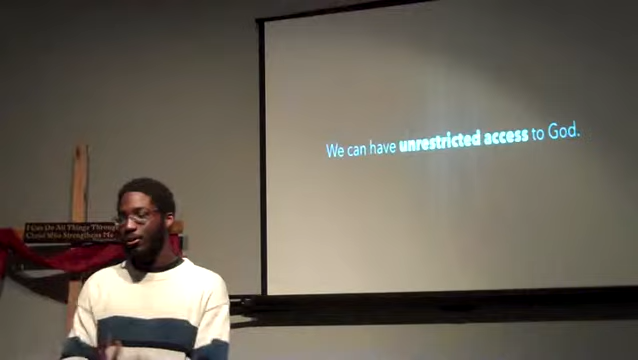 We can have unrestricted access to God.
I Can Do All Things Through
Christ Who Strengthens Me